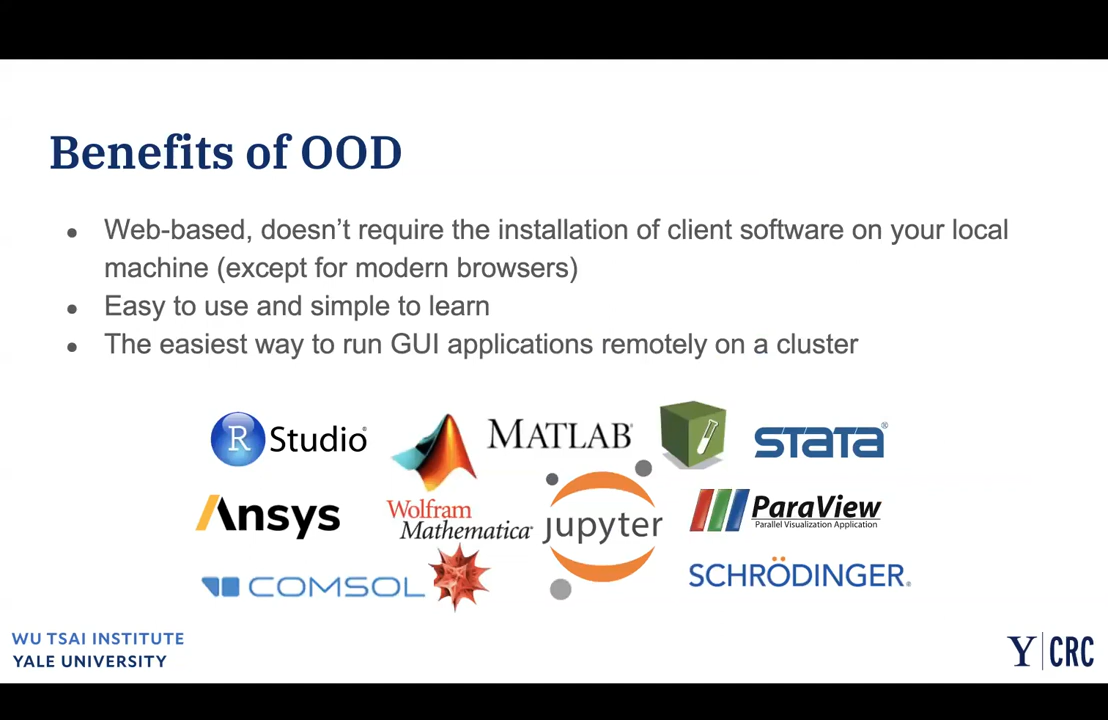 Benefits of OOD
● Web-based, doesn’t require the installation of client software on your local
machine (except for modern browsers)
● Easy to use and simple to learn
● The easiest way to run GUI applications remotely on a cluster
R Studio®
MATLAB®
STATA®
Ansys
Wolfram
Mathematica®
jupyter
ParaView
Parallel Visualization Application
COMSOL
SCHRÖDINGER®
WU TSAI INSTITUTE
YALE UNIVERSITY
Y | CRC